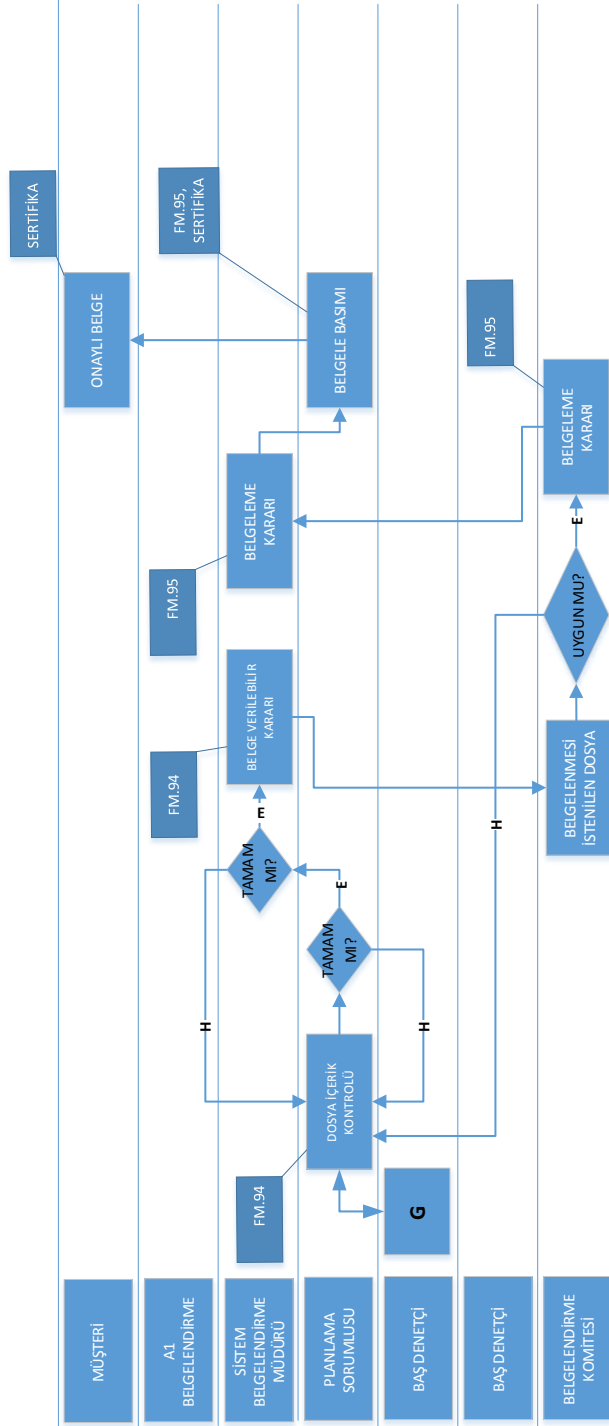 MÜŞTERİ
ONAYLI BELGE
SERTİFİKA
A1
BELGELENDİRME
SİSTEM
BELGELENDİRME
MÜDÜRÜ
FM.94
H
TAMAM
MI?
E
BELGE VERİLEBİLİR
KARARI
FM.94
BELGELEME
KARARI
FM.95
PLANLAMA
SORUMLUSU
DOSYA İÇERİK
KONTROLÜ
TAMAM
MI?
E
H
BELGELE BASIMI
FM.95,
SERTİFİKA
BAŞ DENETÇİ
G
BAŞ DENETÇİ
H
FM.95
BELGELENDİRME
KOMİTESİ
BELGELENMESİ
İSTENİLEN DOSYA
UYGUN MU?
E
BELGELEME
KARARI